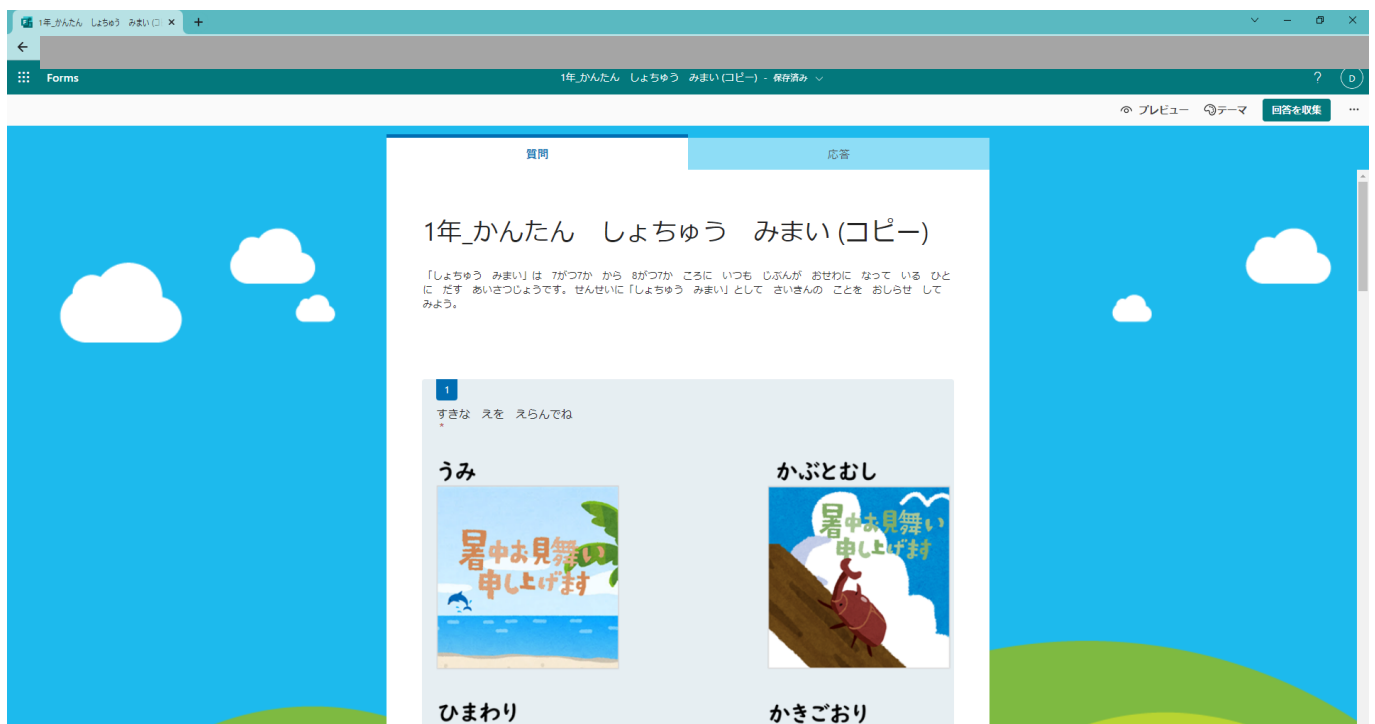 1年_かんたん　しょちゅう　みまい (コ
Forms
1年_かんたん　しょちゅう　みまい (コピー) - 保存済み
?
D
プレビュー
テーマ
回答を収集
...
質問
応答
1年_かんたん　しょちゅう　みまい (コピー)
「しょちゅう　みまい」は　7がつ7か　から　8がつ7か　ころに　いつも　じぶんが　おせわに　なって　いる　ひと
に　だす　あいさつじょうです。せんせいに「しょちゅう　みまい」として　さいきんの　ことを　おしらせ　して
みよう。
1
すきな　えを　えらんでね
*
うみ
かぶとむし
暑中お見舞い
申し上げます
暑中お見舞い
申し上げます
ひまわり
かきごおり